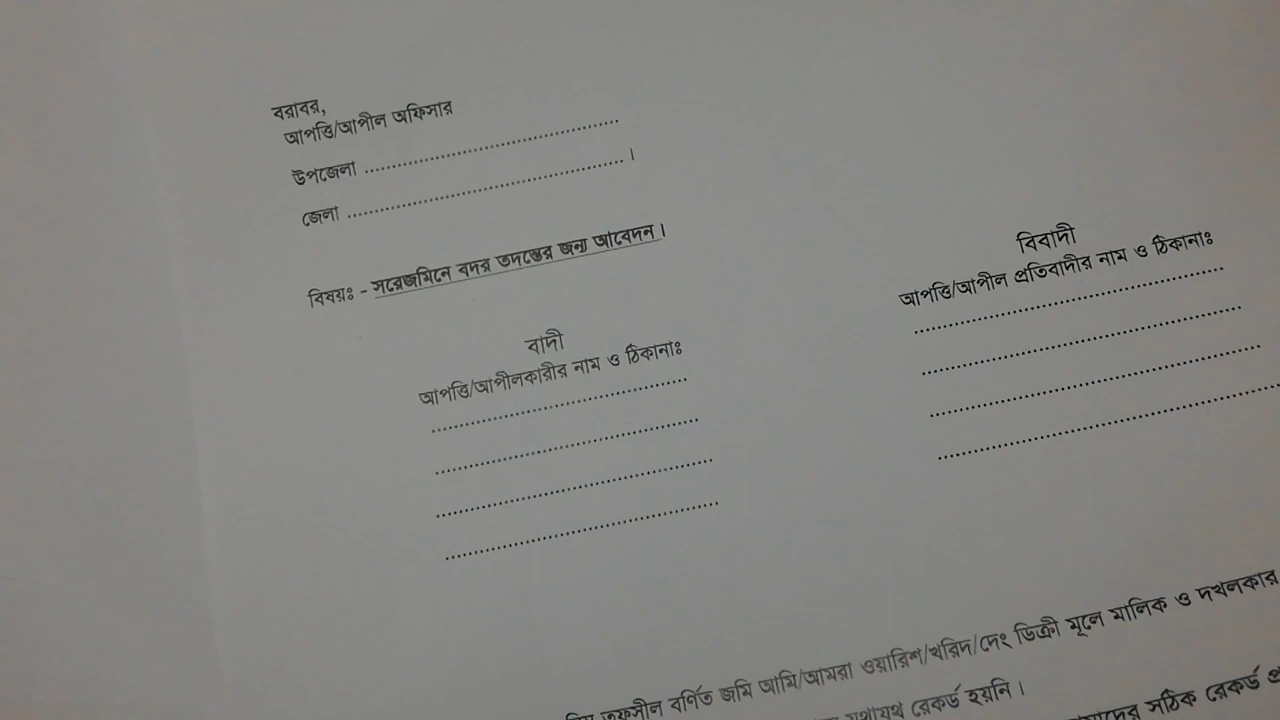 বরাবর,
আপত্তি/আপীল অফিসার
উপজেলা ..........................................................
জেলা ............................................................... ।
বিষয়ঃ - সরেজমিনে বদর তদন্তের জন্য আবেদন ।
বাদী
আপত্তি/আপীলকারীর নাম ও ঠিকানাঃ
..........................................................
..........................................................
..........................................................
..........................................................
বিবাদী
আপত্তি/আপীল প্রতিবাদীর নাম ও ঠিকানাঃ
..........................................................
..........................................................
..........................................................
..........................................................
তফসীল বর্ণিত জমি আমি/আমরা ওয়ারিশ/খরিদ/দেং ডিক্রী মূলে মালিক ও দখলকার
যথাযথ রেকর্ড হয়নি ।
সঠিক রেকর্ড